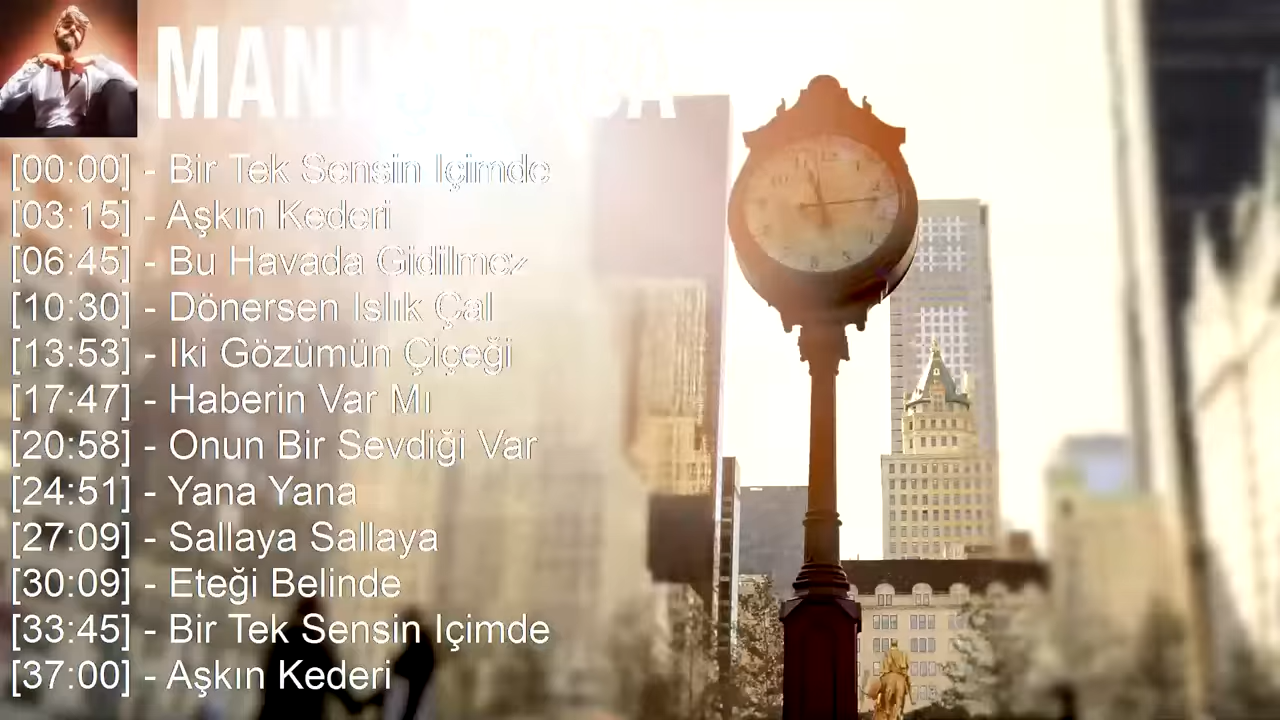 [00:00] - Bir Tek Sensin Içimde
[03:15] - Aşkın Kederi
[06:45] - Bu Havada Gidilmez
[10:30] - Dönersen Islık Çal
[13:53] - Iki Gözümün Çiçeği
[17:47] - Haberin Var Mı
[20:58] - Onun Bir Sevdiği Var
[24:51] - Yana Yana
[27:09] - Sallaya Sallaya
[30:09] - Eteği Belinde
[33:45] - Bir Tek Sensin Içimde
[37:00] - Aşkın Kederi